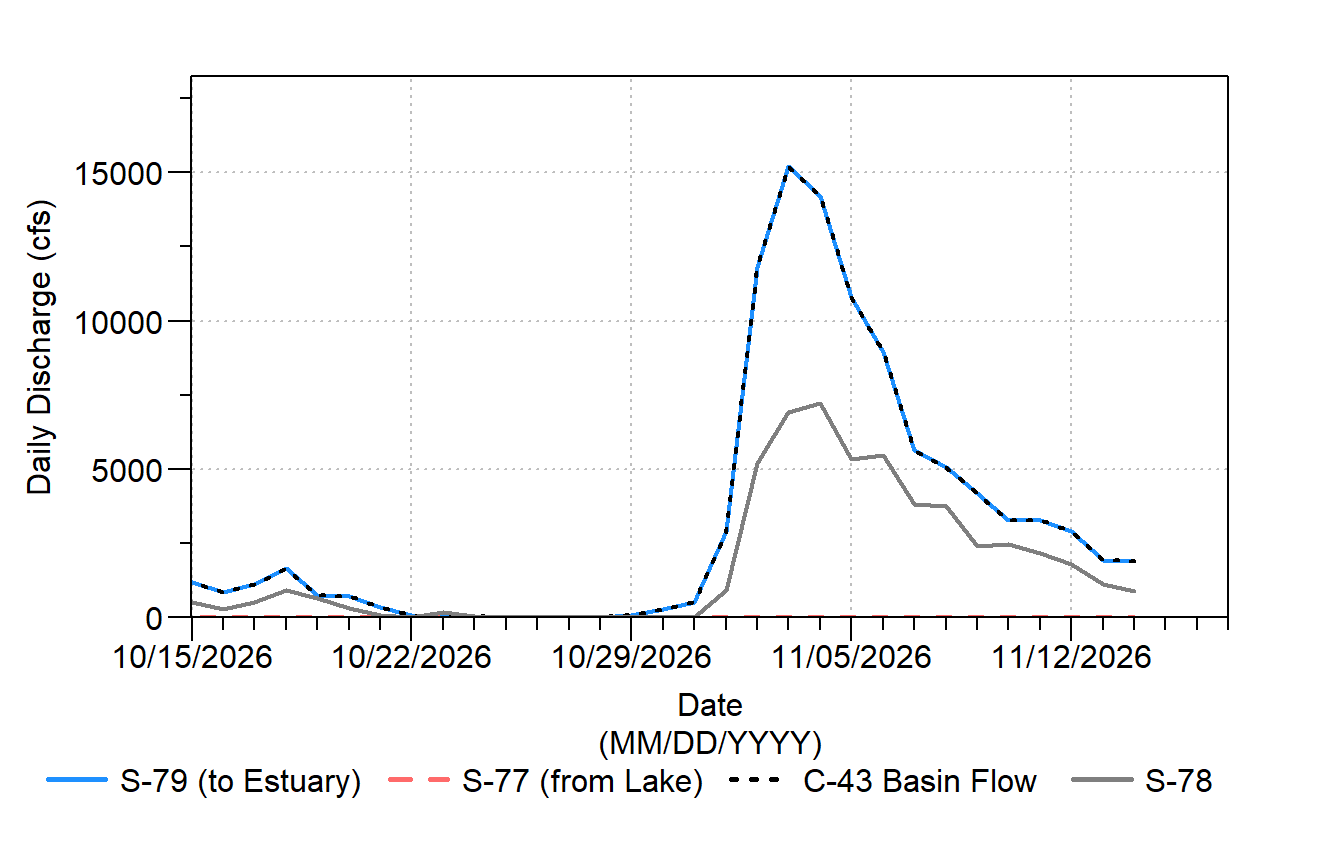 Daily Discharge (cfs)
15000
10000
5000
0
10/15/2026 10/22/2026 10/29/2026 11/05/2026 11/12/2026
Date
(MM/DD/YYYY)
S-79 (to Estuary) S-77 (from Lake) C-43 Basin Flow S-78